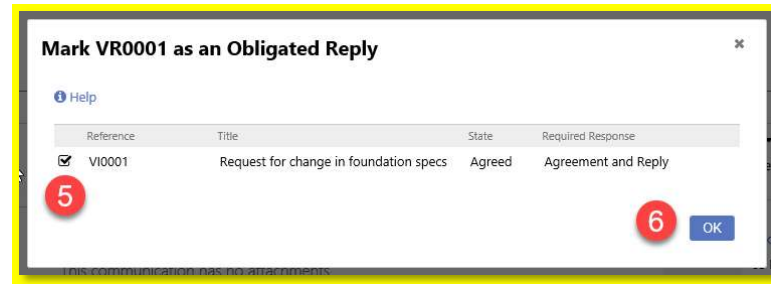 Mark VR0001 as an Obligated Reply
Help
Reference Title State Required Response
VI0001 Request for change in foundation specs Agreed Agreement and Reply
5
6
OK
This communication has no attachments